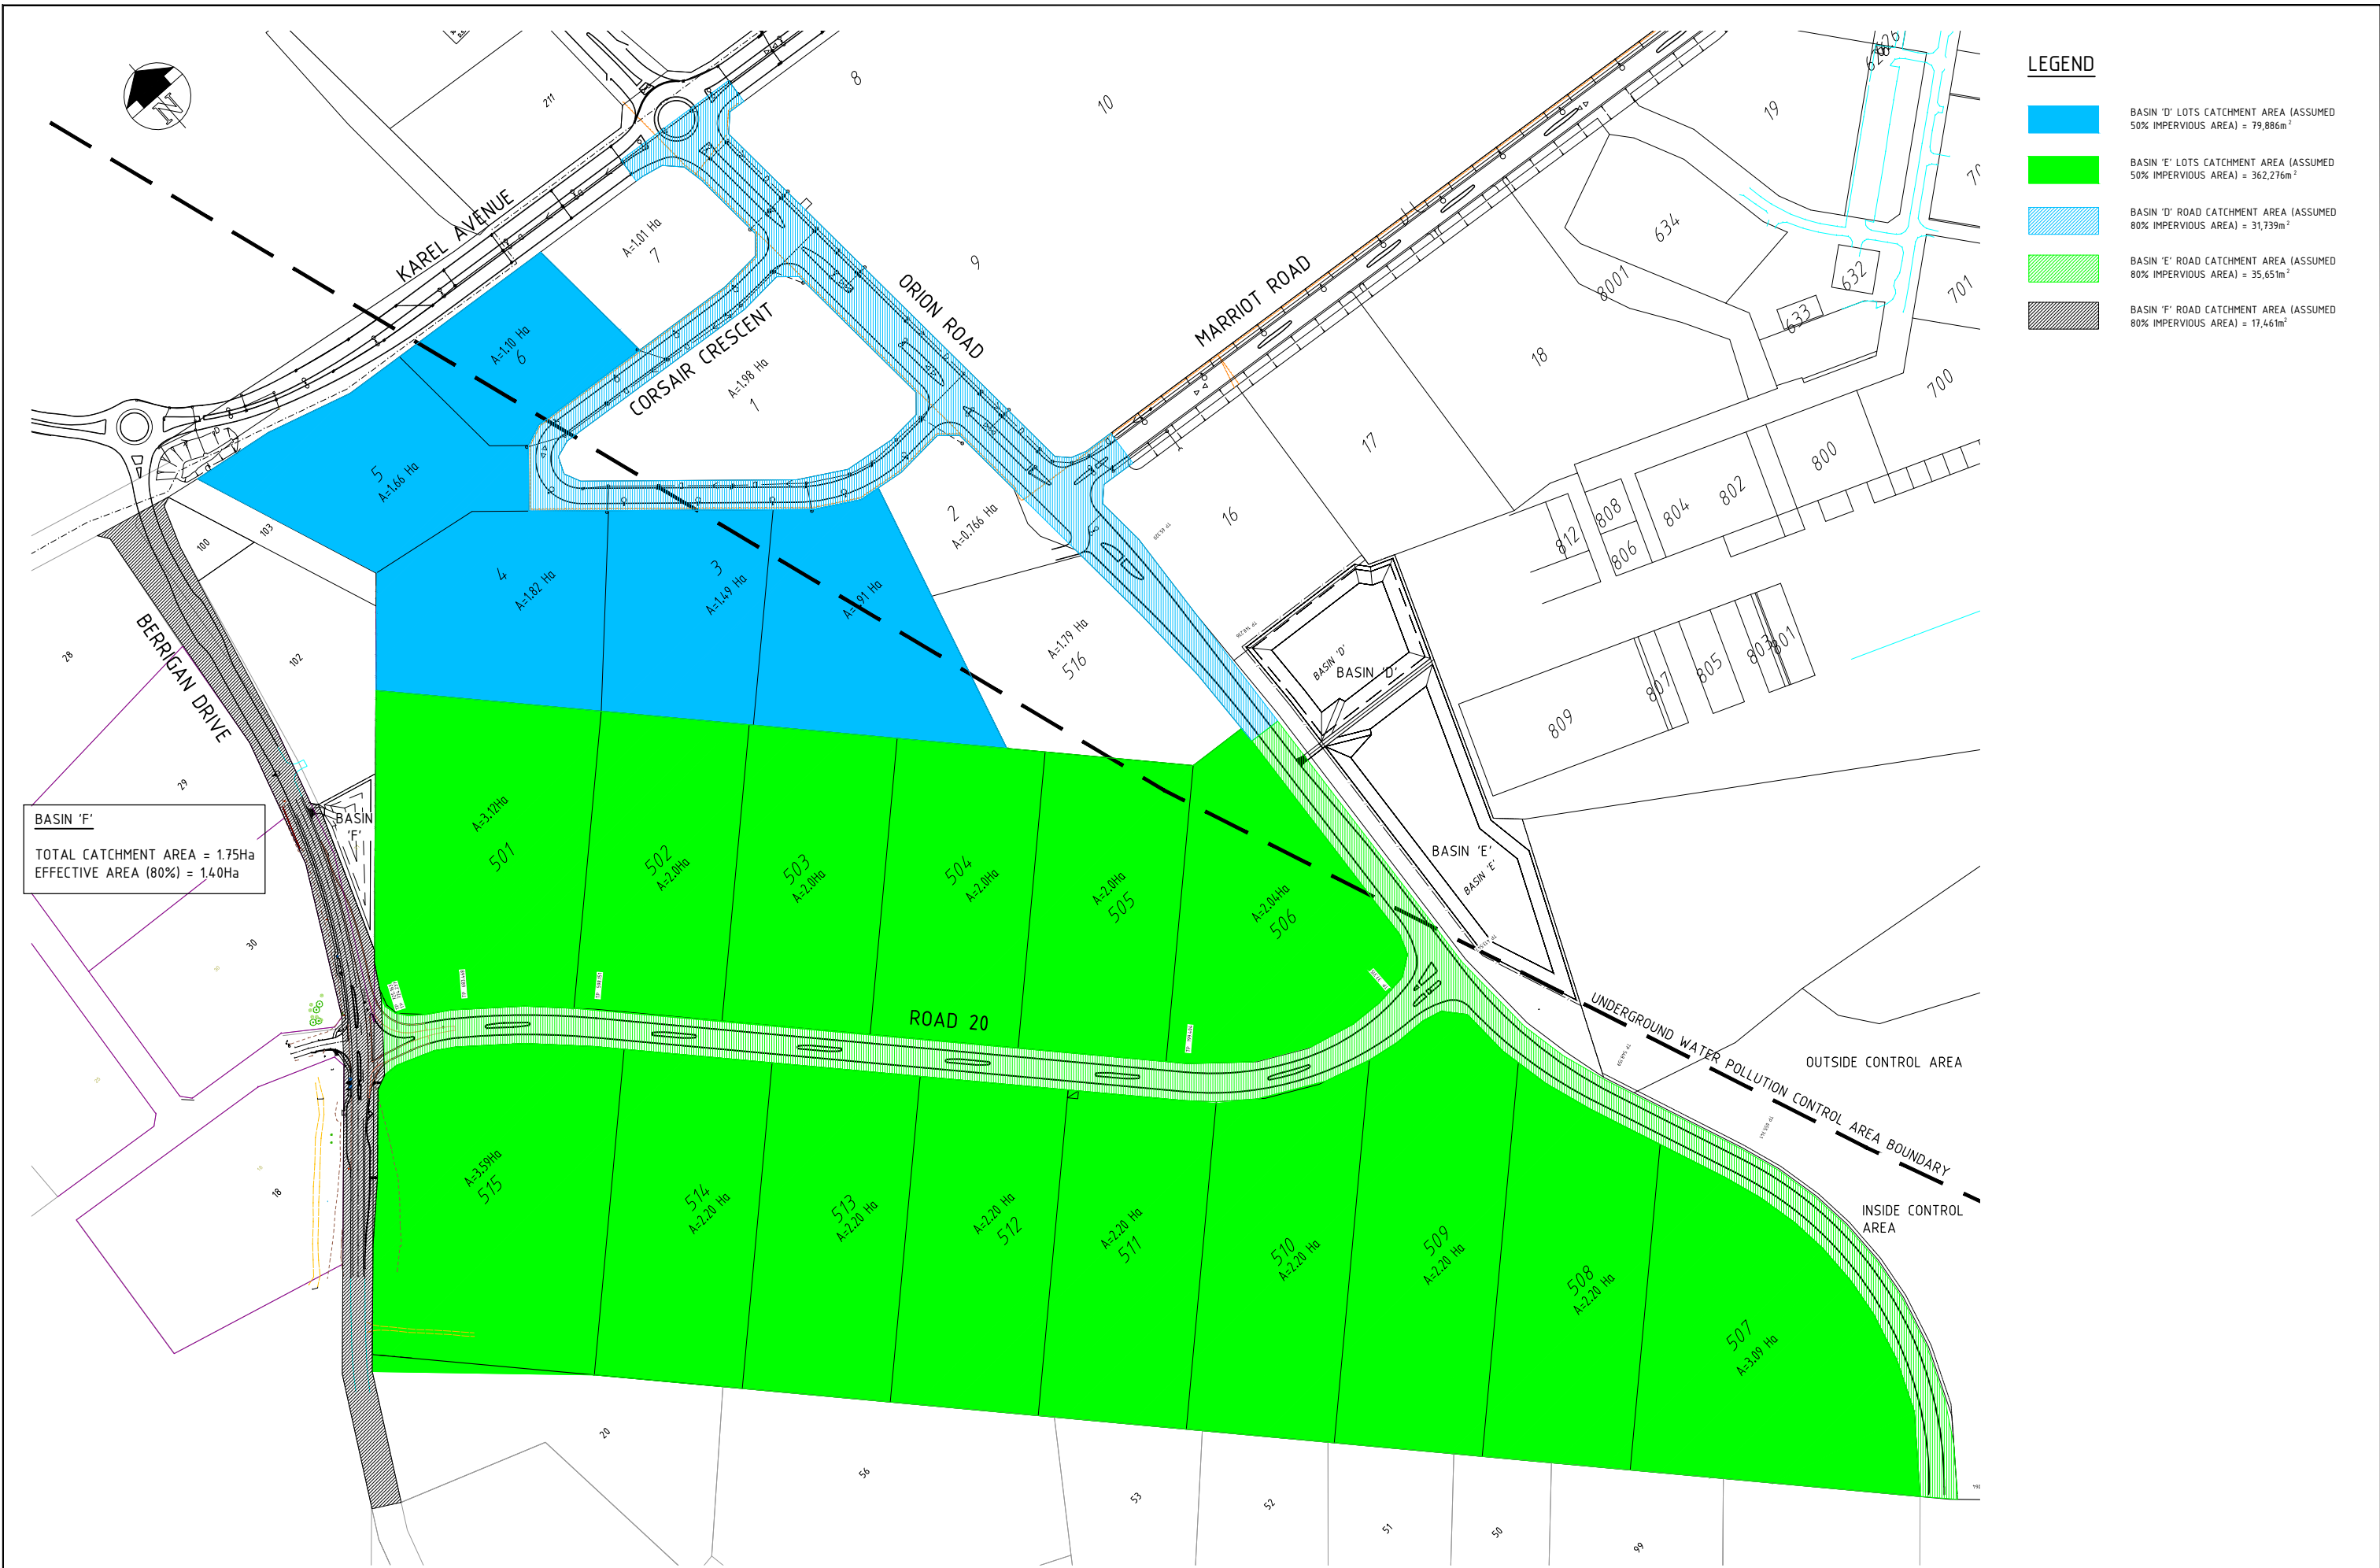 LEGEND
BASIN 'D' LOTS CATCHMENT AREA (ASSUMED
50% IMPERVIOUS AREA) = 79,886m²
BASIN 'E' LOTS CATCHMENT AREA (ASSUMED
50% IMPERVIOUS AREA) = 362,276m²
BASIN 'D' ROAD CATCHMENT AREA (ASSUMED
80% IMPERVIOUS AREA) = 31,739m²
BASIN 'E' ROAD CATCHMENT AREA (ASSUMED
80% IMPERVIOUS AREA) = 35,651m²
BASIN 'F' ROAD CATCHMENT AREA (ASSUMED
80% IMPERVIOUS AREA) = 17,461m²
N
211
8
10
19
KAREL AVENUE
A=1.01 Ha
7
9
ORION ROAD
MARRIOT ROAD
634
8001
632
633
701
700
18
17
16
A=1.10 Ha
6
CORSAIR CRESCENT
A=1.98 Ha
1
5
A=1.66 Ha
2
A=0.766 Ha
4
A=1.82 Ha
3
A=1.49 Ha
A=1.79 Ha
516
100
103
102
28
29
BERRIGAN DRIVE
812
808
806
804
802
800
809
807
805
803
801
BASIN 'D'
BASIN 'D'
BASIN 'E'
BASIN 'E'
BASIN 'F'
TOTAL CATCHMENT AREA = 1.75Ha
EFFECTIVE AREA (80%) = 1.40Ha
BASIN
'F'
A=3.12Ha
501
502
A=2.0Ha
503
A=2.0Ha
504
A=2.0Ha
A=2.0Ha
505
A=2.04Ha
506
30
18
ROAD 20
UNDERGROUND WATER POLLUTION CONTROL AREA BOUNDARY
OUTSIDE CONTROL AREA
INSIDE CONTROL
AREA
A=3.59Ha
515
514
A=2.20 Ha
513
A=2.20 Ha
A=2.20 Ha
512
A=2.20 Ha
511
510
A=2.20 Ha
509
A=2.20 Ha
508
A=2.20 Ha
507
A=3.09 Ha
20
56
53
52
51
50
99